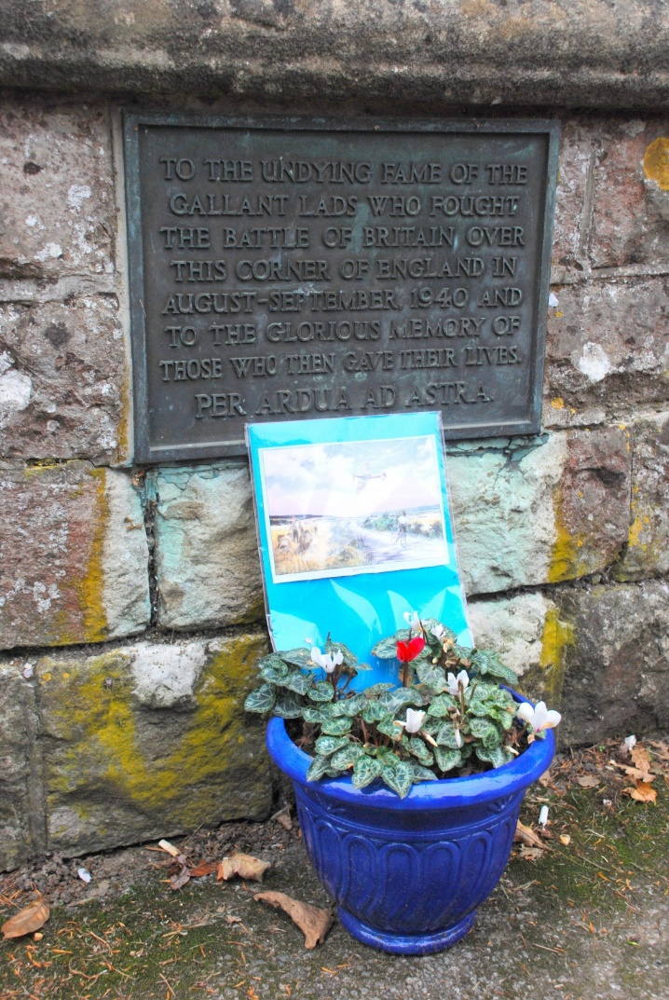 TO THE UNDYING FAME OF THE
GALLANT LADS WHO FOUGHT
THE BATTLE OF BRITAIN OVER
THIS CORNER OF ENGLAND IN
AUGUST-SEPTEMBER 1940 AND
TO THE GLORIOUS MEMORY OF
THOSE WHO THEN GAVE THEIR LIVES.
PER ARDUA AD ASTRA.